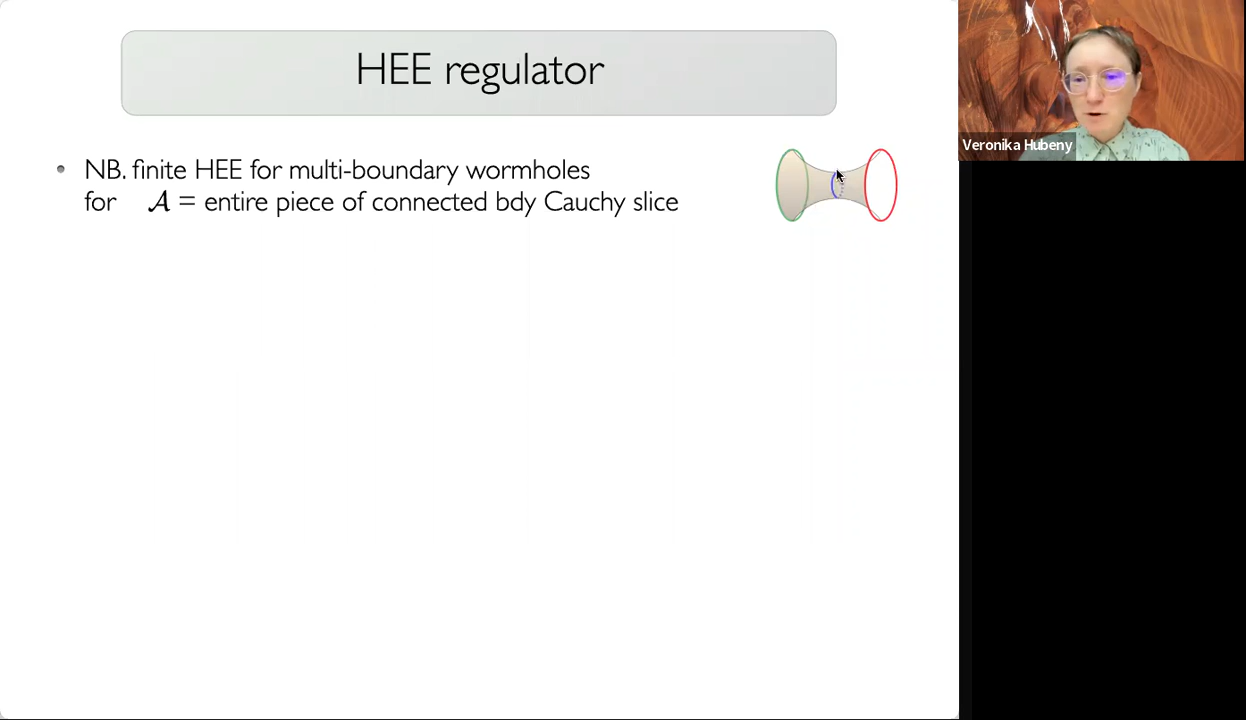 HEE regulator
NB. finite HEE for multi-boundary wormholes
for 𝒜 = entire piece of connected bdy Cauchy slice
Veronika Hubeny